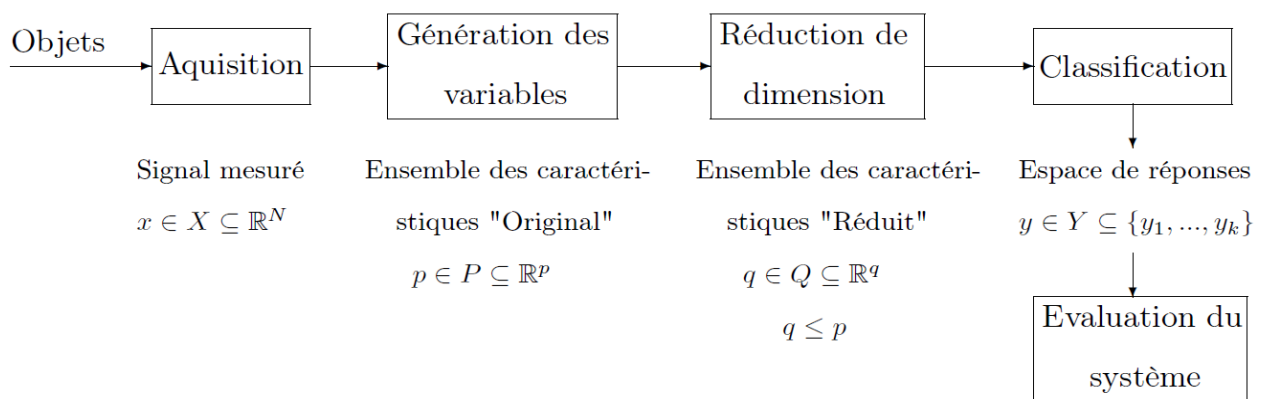 Objets
Aquisition
Génération des
variables
Réduction de
dimension
Classification
Signal mesuré
x ∈ X ⊆ ℝ^N
Ensemble des caractéri-
stiques "Original"
p ∈ P ⊆ ℝ^p
Ensemble des caractéri-
stiques "Réduit"
q ∈ Q ⊆ ℝ^q
q ≤ p
Espace de réponses
y ∈ Y ⊆ {y_1, ..., y_k}
Evaluation du
système